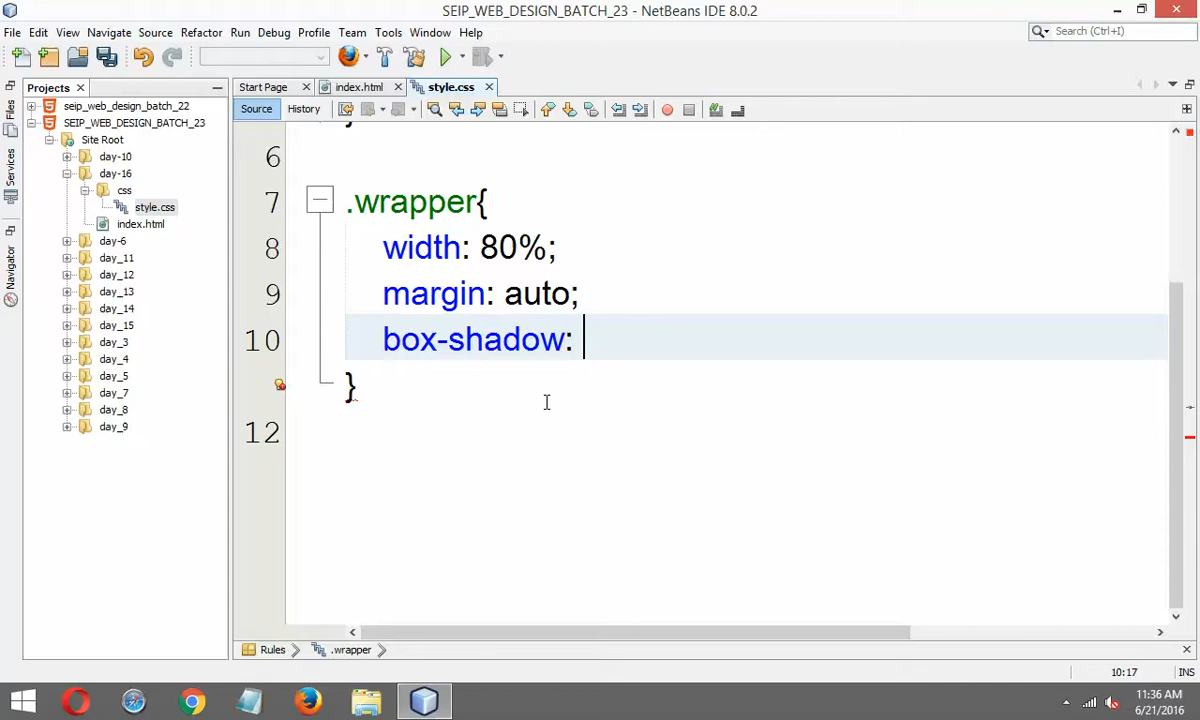 SEIP_WEB_DESIGN_BATCH_23 - NetBeans IDE 8.0.2
File Edit View Navigate Source Refactor Run Debug Profile Team Tools Window Help
Search (Ctrl+I)
Projects
Start Page
index.html
style.css
Source
History
Files
Services
Navigator
seip_web_design_batch_22
SEIP_WEB_DESIGN_BATCH_23
Site Root
day-10
day-16
css
style.css
index.html
day-6
day_11
day_12
day_13
day_14
day_15
day_3
day_4
day_5
day_7
day_8
day_9
6
7 .wrapper{
8 width: 80%;
9 margin: auto;
10 box-shadow:
}
12
Rules
.wrapper
10:17
INS
11:36 AM
6/21/2016